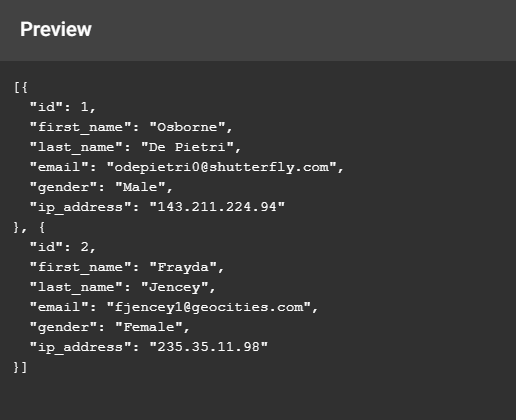 Preview
[{
  "id": 1,
  "first_name": "Osborne",
  "last_name": "De Pietri",
  "email": "odepietri0@shutterfly.com",
  "gender": "Male",
  "ip_address": "143.211.224.94"
}, {
  "id": 2,
  "first_name": "Frayda",
  "last_name": "Jencey",
  "email": "fjencey1@geocities.com",
  "gender": "Female",
  "ip_address": "235.35.11.98"
}]